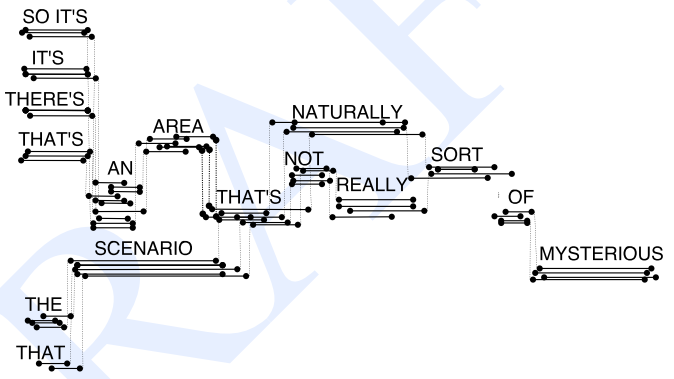 SO IT'S
IT'S
THERE'S
THAT'S
AN
AREA
SCENARIO
THE
THAT
THAT'S
NATURALLY
NOT
REALLY
SORT
OF
MYSTERIOUS